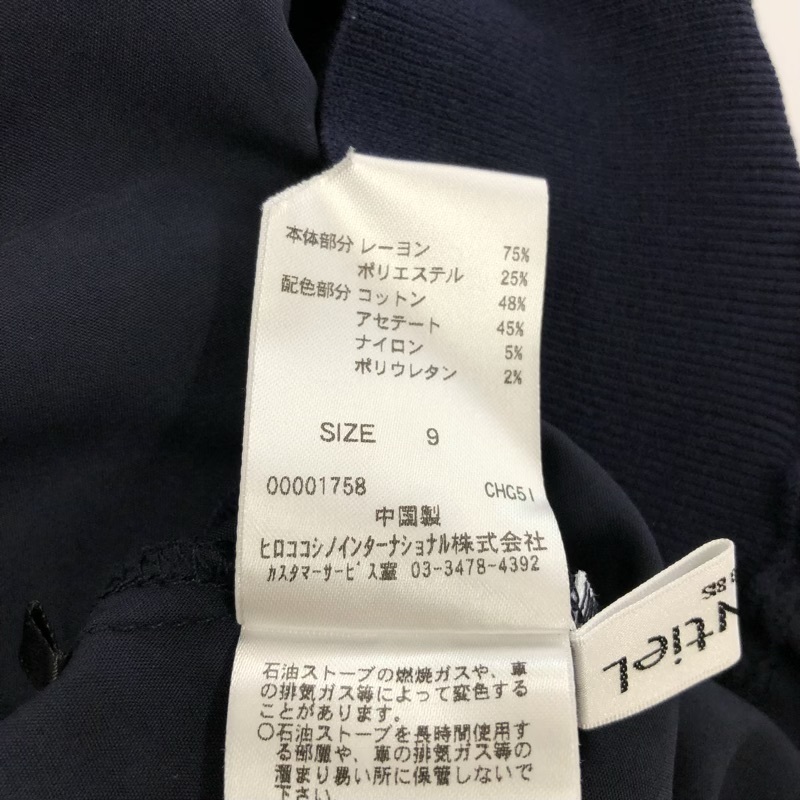 本体部分 レーヨン 75%
ポリエステル 25%
配色部分 コットン 48%
アセテート 45%
ナイロン 5%
ポリウレタン 2%
SIZE 9
00001758 CHG51
中国製
ヒロココシノインターナショナル株式会社
カスタマーサービス室 03-3478-4392
石油ストーブの燃焼ガスや、車
の排気ガス等によって変色する
ことがあります。
○石油ストーブを長時間使用す
る部屋や、車の排気ガス等の
溜まり易い所に保管しないで
下さい